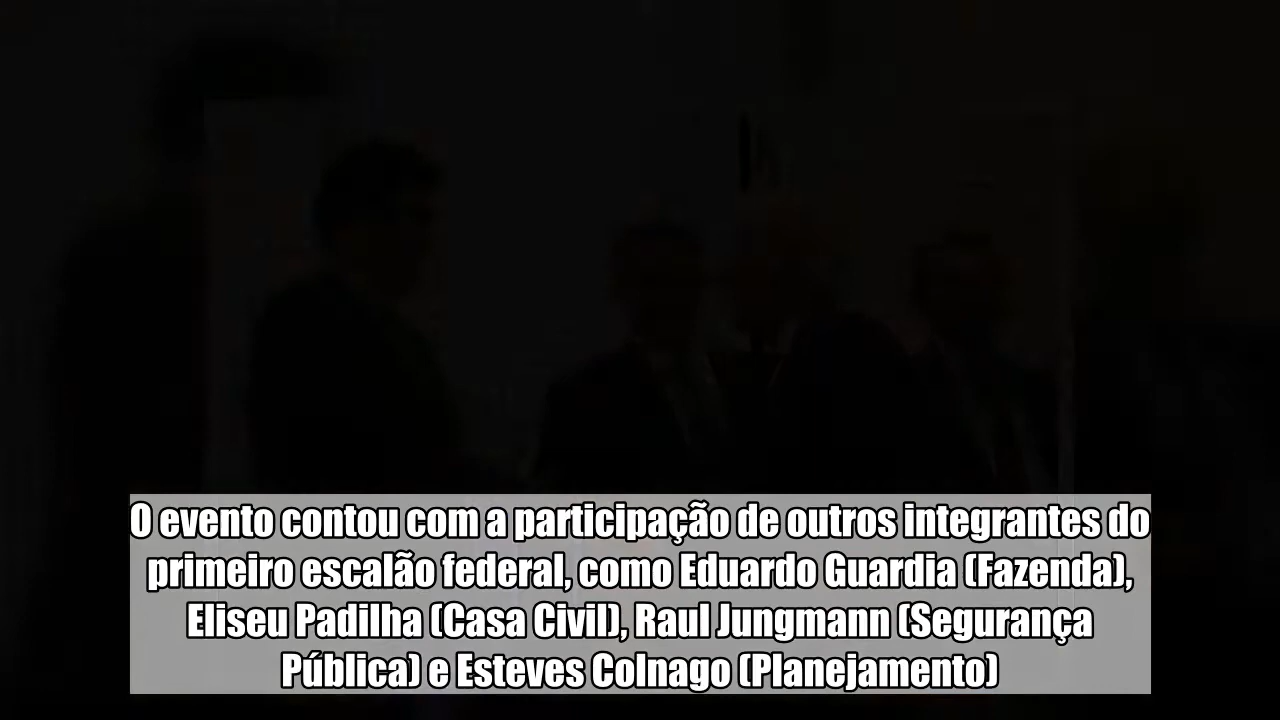 O evento contou com a participação de outros integrantes do
primeiro escalão federal, como Eduardo Guardia (Fazenda),
Eliseu Padilha (Casa Civil), Raul Jungmann (Segurança
Pública) e Esteves Colnago (Planejamento)